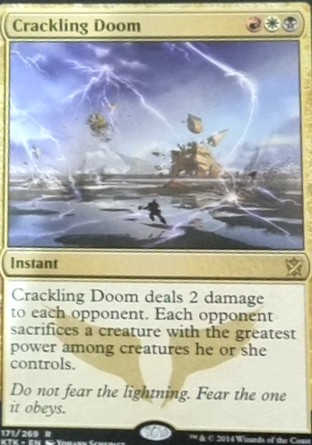 Crackling Doom
Instant
Crackling Doom deals 2 damage
to each opponent. Each opponent
sacrifices a creature with the greatest
power among creatures he or she
controls.
Do not fear the lightning. Fear the one
it obeys.
171/269 R
KTK • EN Yohann Schepacz
™ & © 2014 Wizards of the Coast